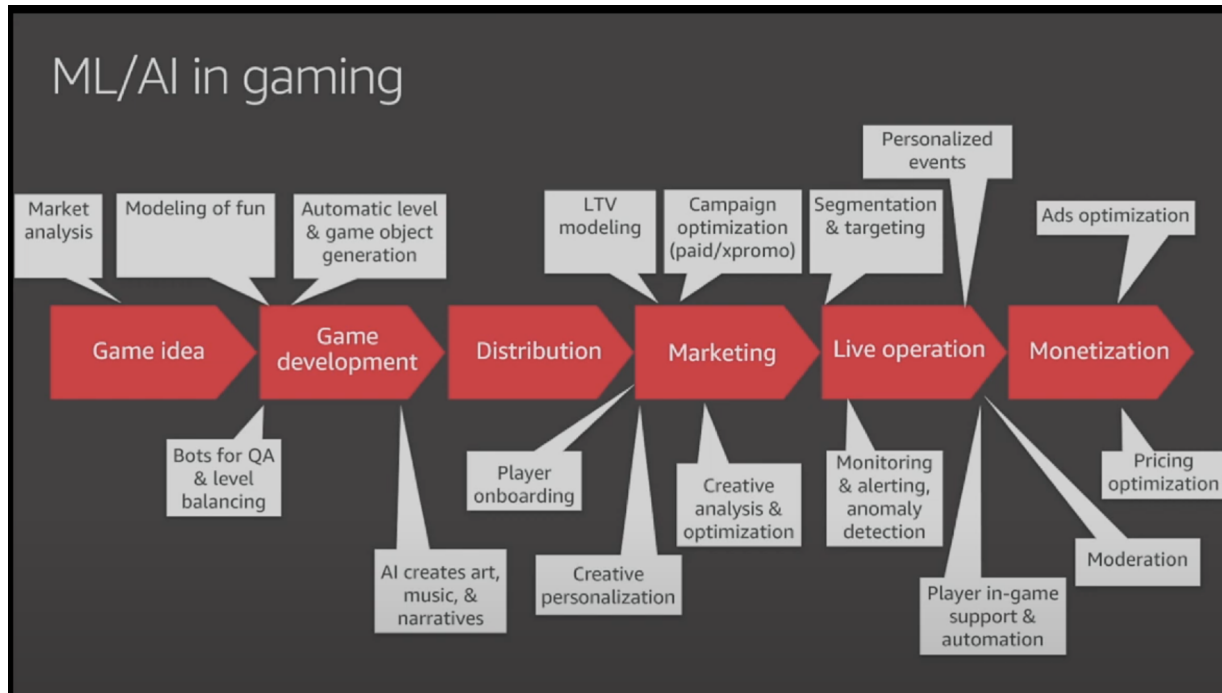 ML/AI in gaming
Market
analysis
Modeling of fun
Automatic level
& game object
generation
LTV
modeling
Campaign
optimization
(paid/xpromo)
Segmentation
& targeting
Personalized
events
Ads optimization
Game idea
Game
development
Distribution
Marketing
Live operation
Monetization
Bots for QA
& level
balancing
AI creates art,
music, &
narratives
Player
onboarding
Creative
personalization
Creative
analysis &
optimization
Monitoring
& alerting,
anomaly
detection
Player in-game
support &
automation
Moderation
Pricing
optimization